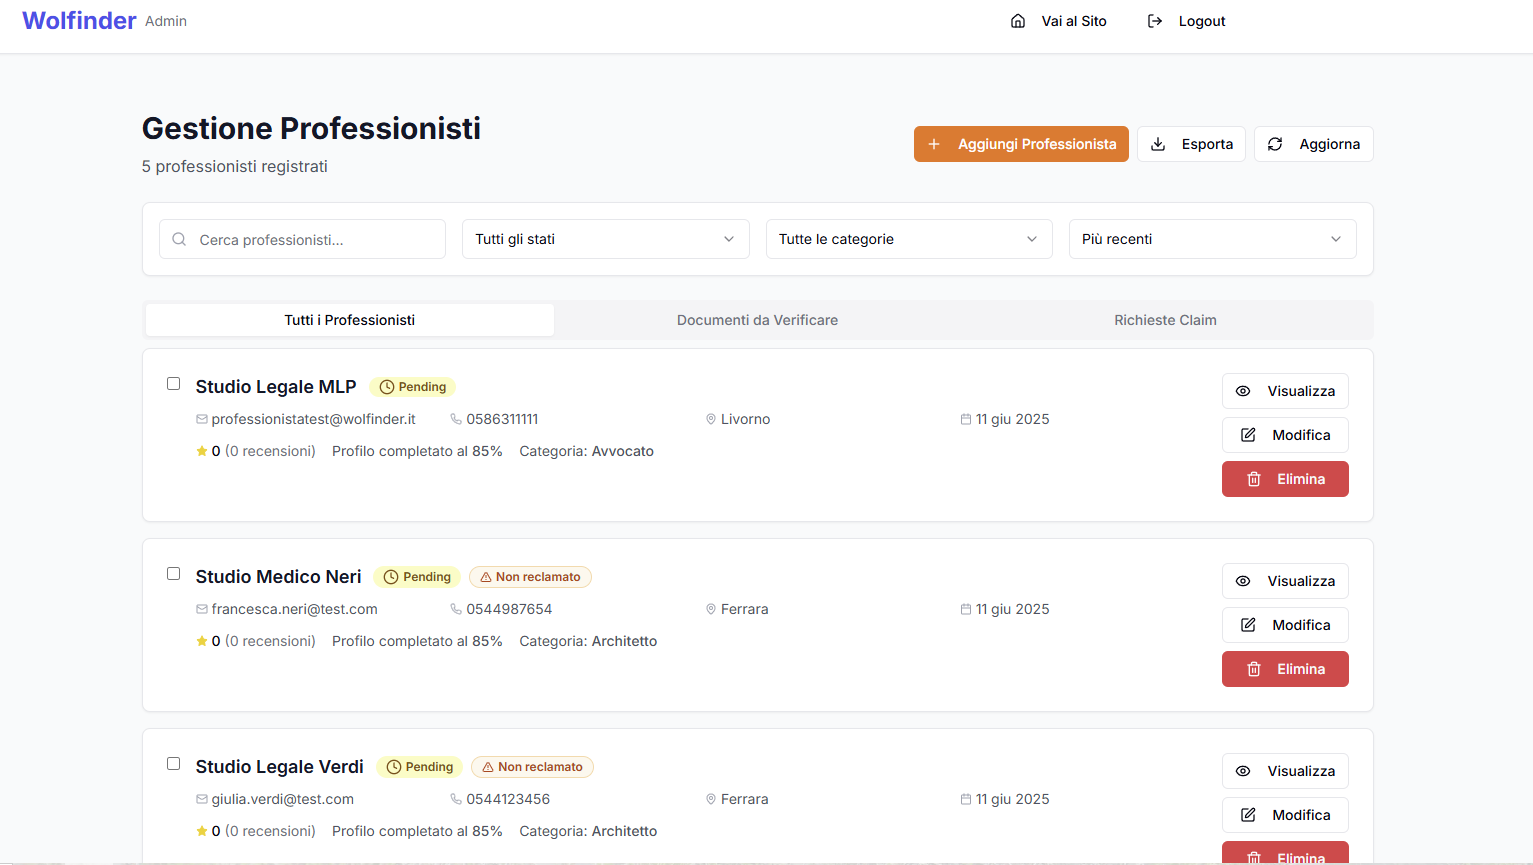 Wolfinder Admin Vai al Sito Logout
Gestione Professionisti
5 professionisti registrati
Aggiungi Professionista Esporta Aggiorna
Cerca professionisti... Tutti gli stati Tutte le categorie Più recenti
Tutti i Professionisti Documenti da Verificare Richieste Claim
Studio Legale MLP Pending
professionistatest@wolfinder.it 0586311111 Livorno 11 giu 2025
0 (0 recensioni) Profilo completato al 85% Categoria: Avvocato
Visualizza
Modifica
Elimina
Studio Medico Neri Pending Non reclamato
francesca.neri@test.com 0544987654 Ferrara 11 giu 2025
0 (0 recensioni) Profilo completato al 85% Categoria: Architetto
Visualizza
Modifica
Elimina
Studio Legale Verdi Pending Non reclamato
giulia.verdi@test.com 0544123456 Ferrara 11 giu 2025
0 (0 recensioni) Profilo completato al 85% Categoria: Architetto
Visualizza
Modifica
Elimina